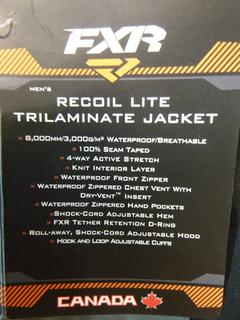 FXR
MEN'S
RECOIL LITE
TRILAMINATE JACKET
» 8,000mm/3,000g/m² Waterproof/Breathable
» 100% Seam Taped
» 4-way Active Stretch
» Knit Interior Layer
» Waterproof Front Zipper
» Waterproof Zippered Chest Vent With
Dry-Vent™ Insert
» Waterproof Zippered Hand Pockets
» Shock-Cord Adjustable Hem
» FXR Tether Retention D-Ring
» Roll-away, Shock-Cord Adjustable Hood
» Hook and Loop Adjustable Cuffs
CANADA